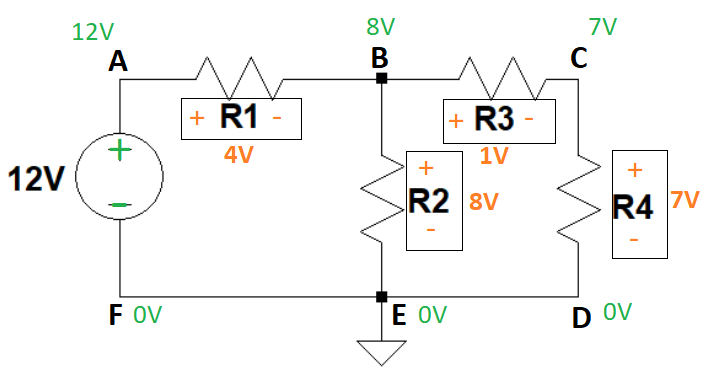 12V
8V
7V
A
B
C
+ R1 -
4V
+ R3 -
1V
12V
+
-
+
R2
-
8V
+
R4
-
7V
F 0V
E 0V
D 0V